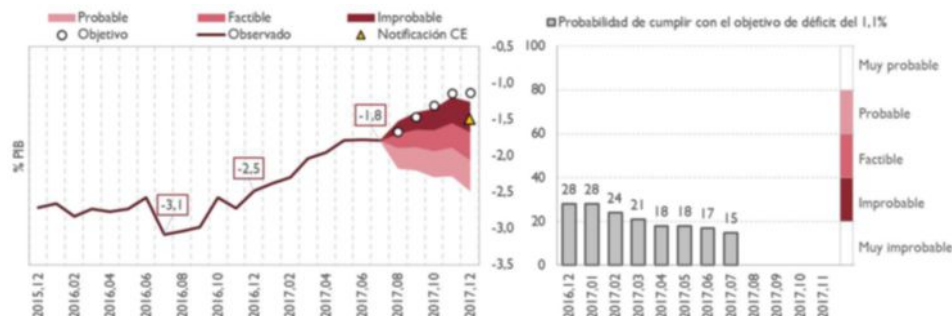 Probable Factible Improbable
Objetivo Observado Notificación CE
% PIB
-0,5
-1,0
-1,5
-2,0
-2,5
-3,0
-3,5
-3,1
-2,5
-1,8
2015,12 2016,02 2016,04 2016,06 2016,08 2016,10 2016,12 2017,02 2017,04 2017,06 2017,08 2017,10 2017,12
Probabilidad de cumplir con el objetivo de déficit del 1,1%
100
80
60
40
20
0
28 28 24 21 18 18 17 15
2016,12 2017,01 2017,02 2017,03 2017,04 2017,05 2017,06 2017,07 2017,08 2017,09 2017,10 2017,11
Muy probable
Probable
Factible
Improbable
Muy improbable